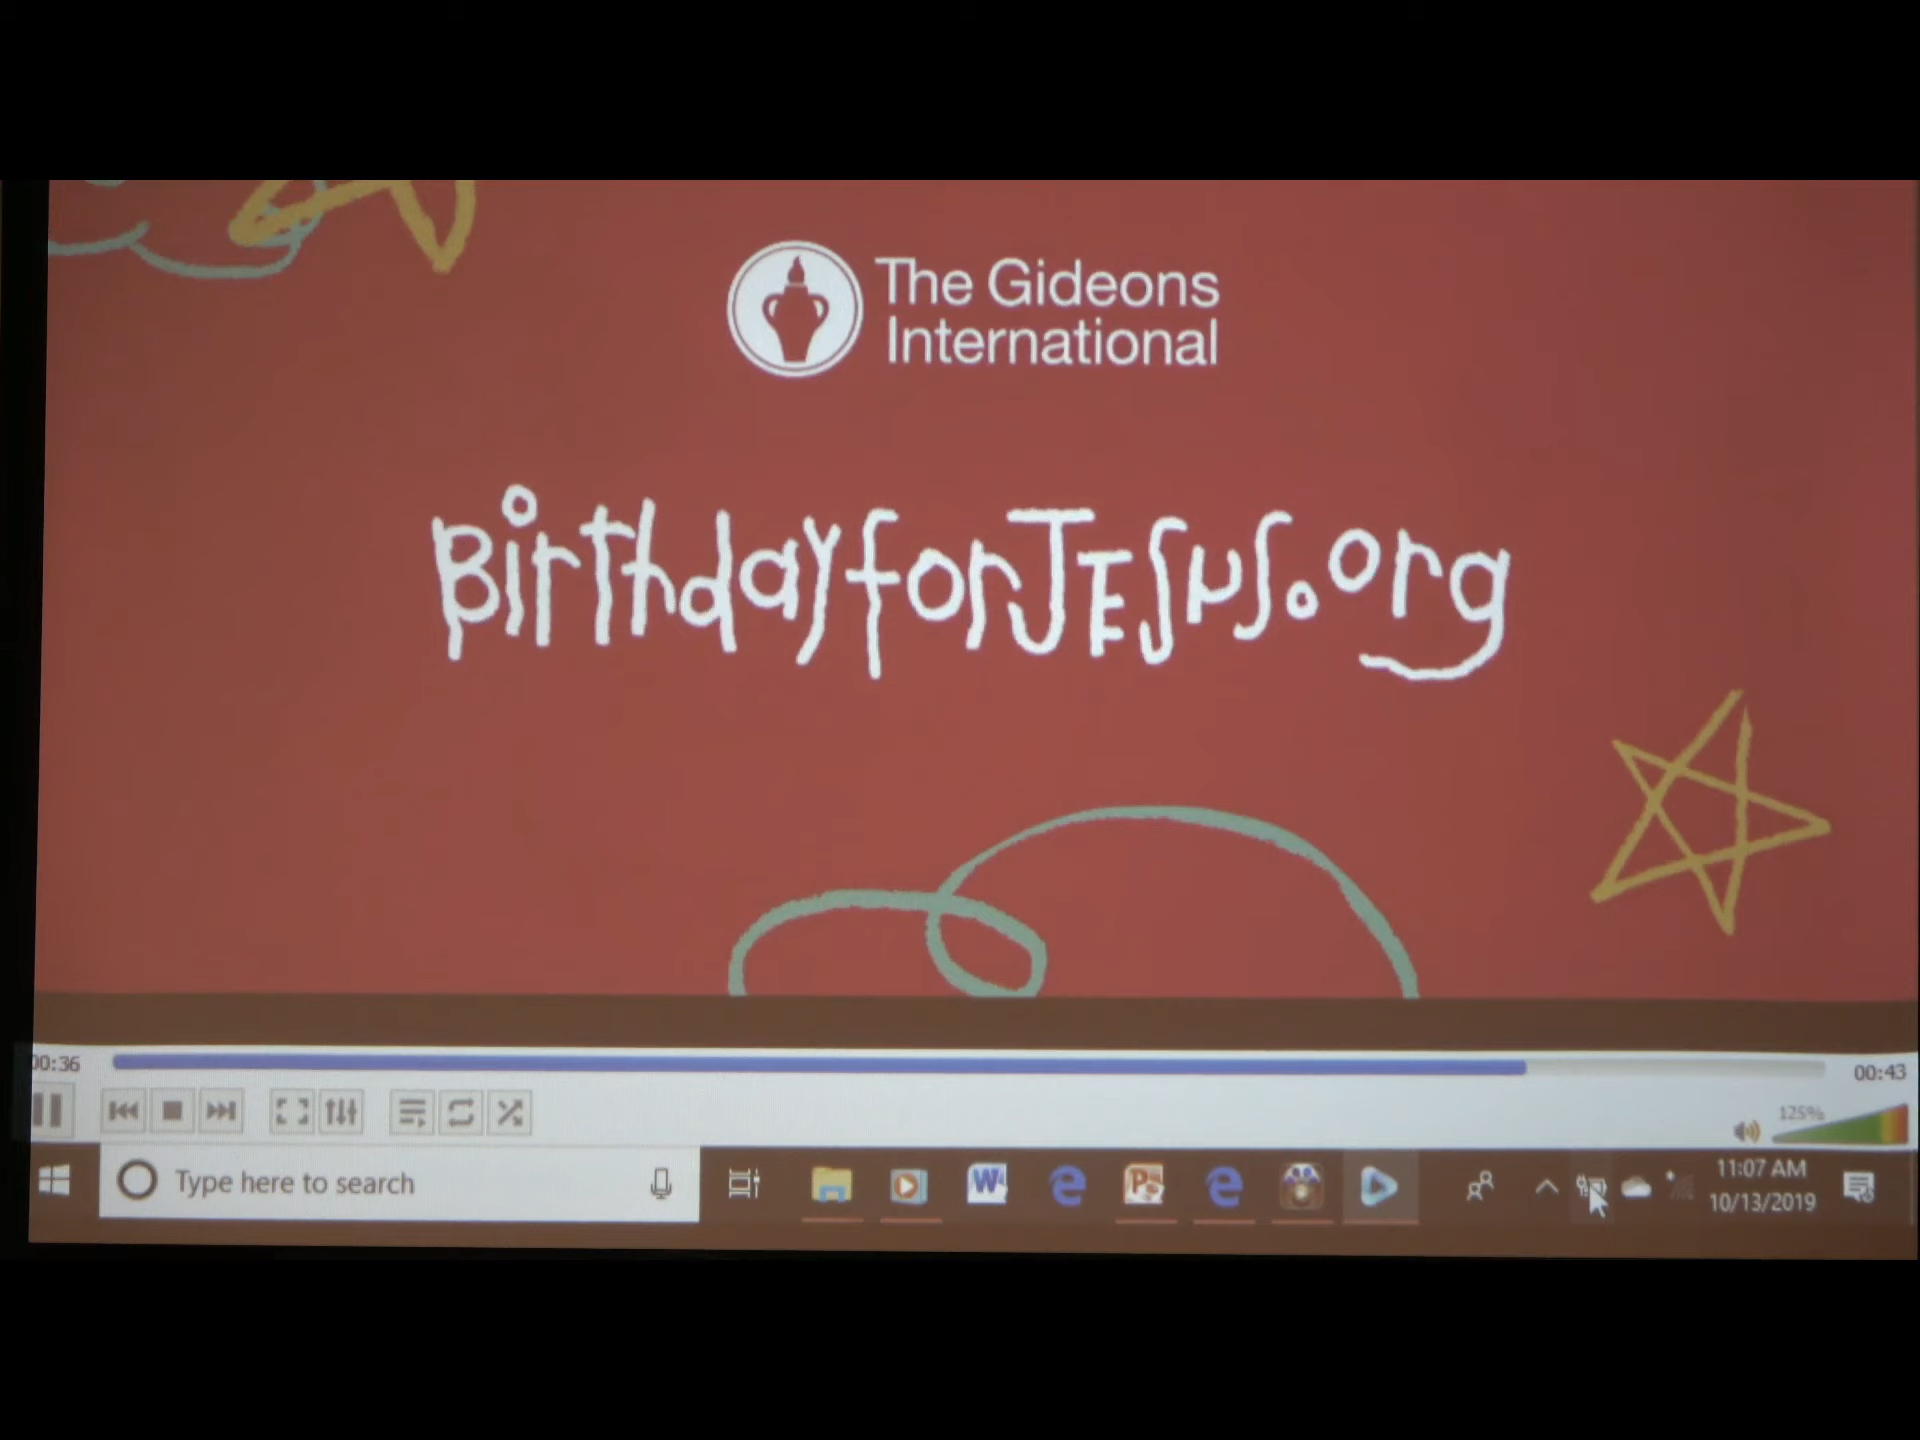 The Gideons
International
BirthdayforJESuS.org
00:36
00:43
125%
Type here to search
11:07 AM
10/13/2019